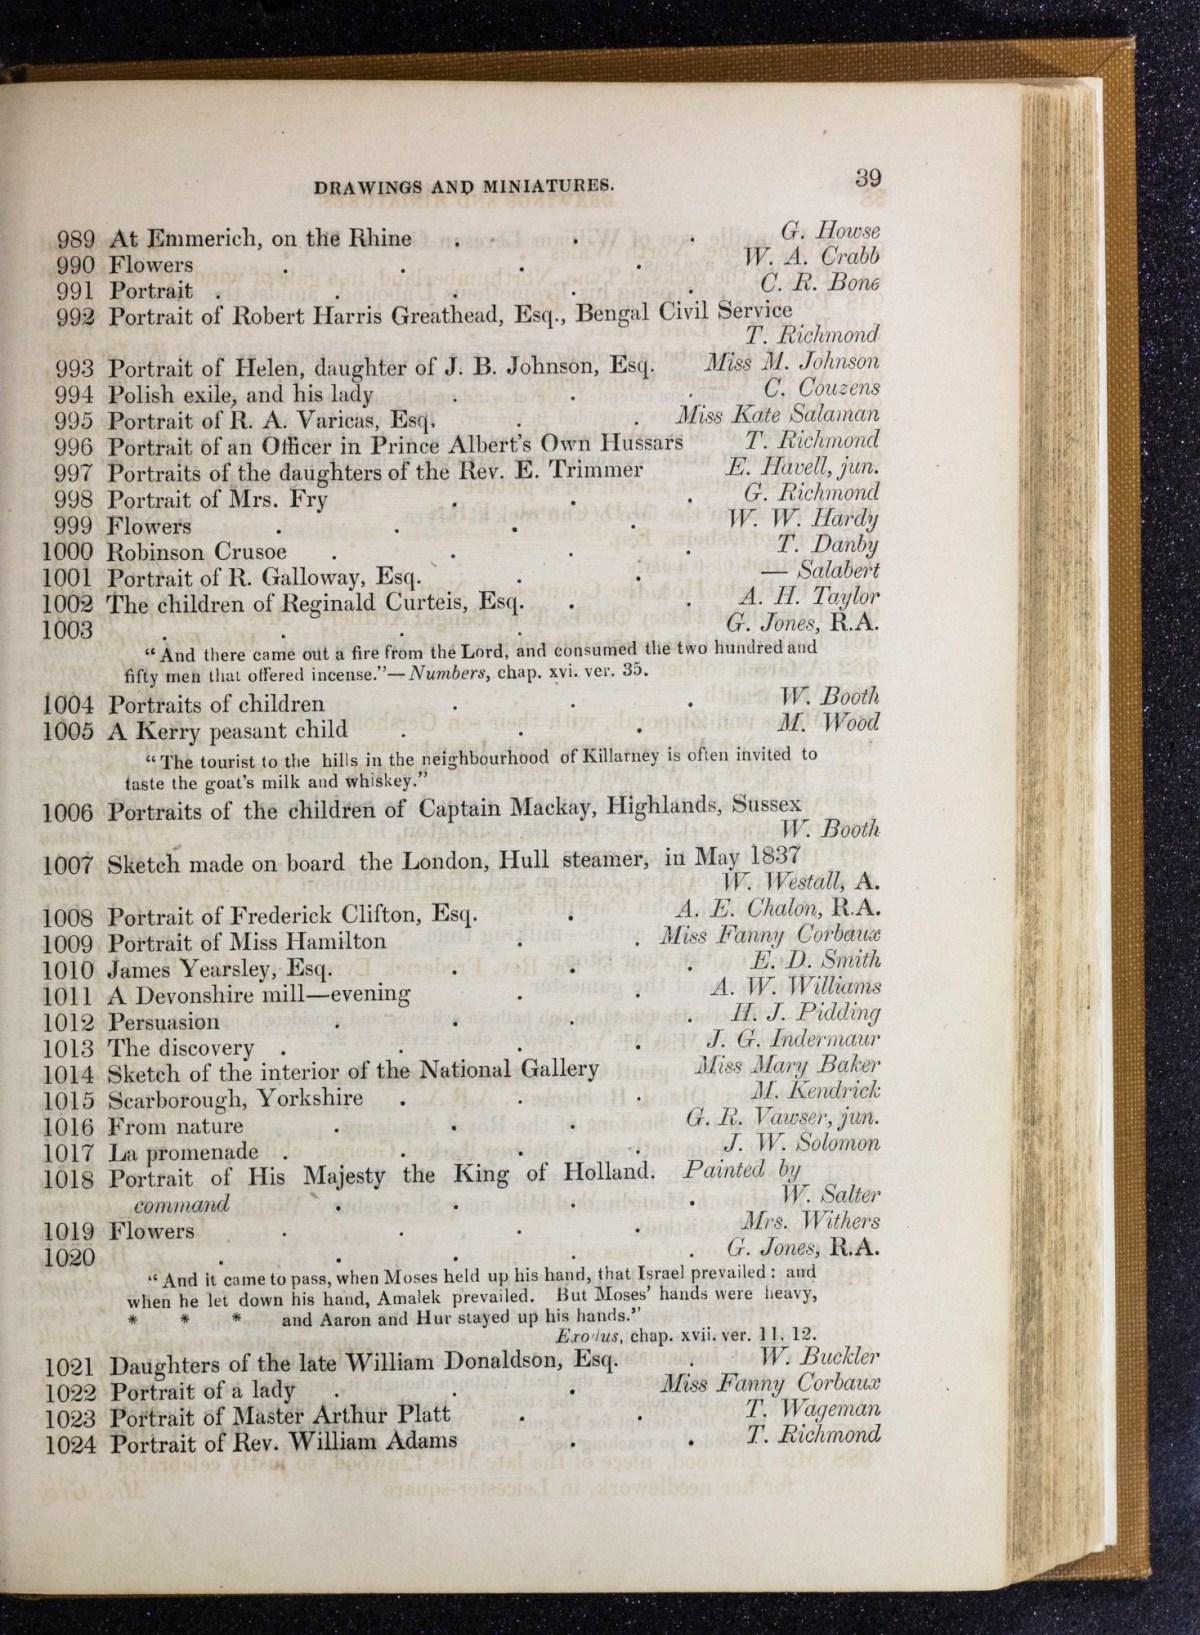 DRAWINGS AND MINIATURES. 39
989 At Emmerich, on the Rhine . . . G. Howse
990 Flowers . . . . W. A. Crabb
991 Portrait . . . . . C. R. Bone
992 Portrait of Robert Harris Greathead, Esq., Bengal Civil Service
T. Richmond
993 Portrait of Helen, daughter of J. B. Johnson, Esq. Miss M. Johnson
994 Polish exile, and his lady . . . C. Couzens
995 Portrait of R. A. Varicas, Esq. . . Miss Kate Salaman
996 Portrait of an Officer in Prince Albert's Own Hussars T. Richmond
997 Portraits of the daughters of the Rev. E. Trimmer E. Havell, jun.
998 Portrait of Mrs. Fry . . . G. Richmond
999 Flowers . . . . W. W. Hardy
1000 Robinson Crusoe . . . . T. Danby
1001 Portrait of R. Galloway, Esq. . . — Salabert
1002 The children of Reginald Curteis, Esq. . . A. H. Taylor
1003 . . . . . G. Jones, R.A.
“And there came out a fire from the Lord, and consumed the two hundred and
fifty men that offered incense.”—Numbers, chap. xvi. ver. 35.
1004 Portraits of children . . . W. Booth
1005 A Kerry peasant child . . . M. Wood
“The tourist to the hills in the neighbourhood of Killarney is often invited to
taste the goat's milk and whiskey.”
1006 Portraits of the children of Captain Mackay, Highlands, Sussex
W. Booth
1007 Sketch made on board the London, Hull steamer, in May 1837
W. Westall, A.
1008 Portrait of Frederick Clifton, Esq. . A. E. Chalon, R.A.
1009 Portrait of Miss Hamilton . . Miss Fanny Corbaux
1010 James Yearsley, Esq. . . . E. D. Smith
1011 A Devonshire mill—evening . . A. W. Williams
1012 Persuasion . . . . H. J. Pidding
1013 The discovery . . . . J. G. Indermaur
1014 Sketch of the interior of the National Gallery Miss Mary Baker
1015 Scarborough, Yorkshire . . . M. Kendrick
1016 From nature . . . G. R. Vawser, jun.
1017 La promenade . . . . J. W. Solomon
1018 Portrait of His Majesty the King of Holland. Painted by
command . . . . W. Salter
1019 Flowers . . . . Mrs. Withers
1020 . . . . . G. Jones, R.A.
“And it came to pass, when Moses held up his hand, that Israel prevailed: and
when he let down his hand, Amalek prevailed. But Moses' hands were heavy,
* * * and Aaron and Hur stayed up his hands.”
Exodus, chap. xvii. ver. 11, 12.
1021 Daughters of the late William Donaldson, Esq. . W. Buckler
1022 Portrait of a lady . . . Miss Fanny Corbaux
1023 Portrait of Master Arthur Platt . . T. Wageman
1024 Portrait of Rev. William Adams . . T. Richmond